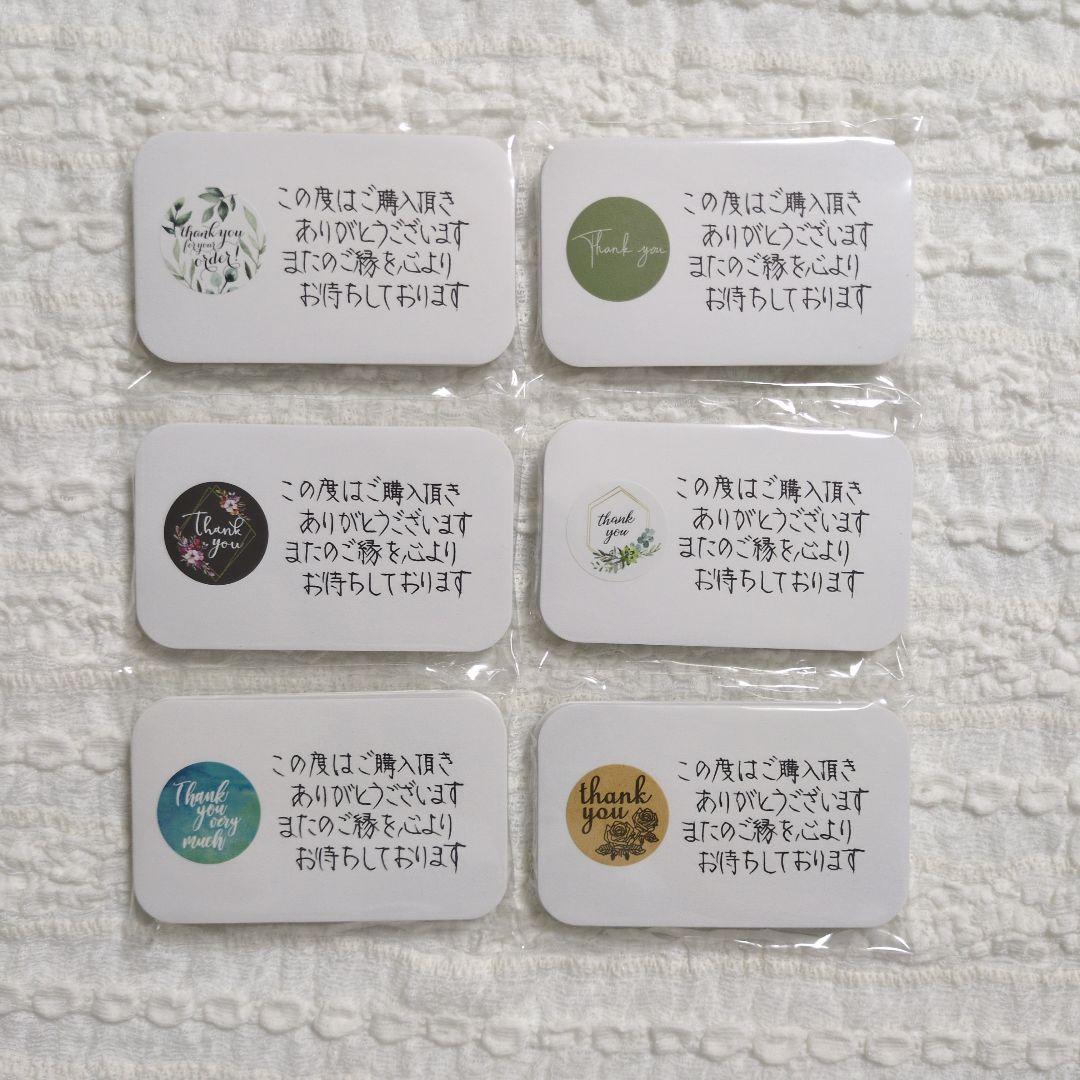 thank you
for your
order!
この度はご購入頂き
ありがとうございます
またのご縁を心より
お待ちしております
Thank you
この度はご購入頂き
ありがとうございます
またのご縁を心より
お待ちしております
Thank
you
この度はご購入頂き
ありがとうございます
またのご縁を心より
お待ちしております
thank
you
この度はご購入頂き
ありがとうございます
またのご縁を心より
お待ちしております
Thank
you
very
much
この度はご購入頂き
ありがとうございます
またのご縁を心より
お待ちしております
thank
you
この度はご購入頂き
ありがとうございます
またのご縁を心より
お待ちしております